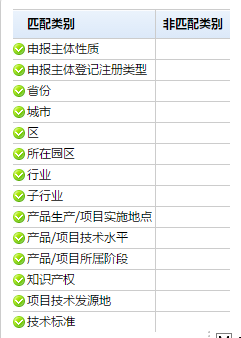 匹配类别 非匹配类别
申报主体性质
申报主体登记注册类型
省份
城市
区
所在园区
行业
子行业
产品生产/项目实施地点
产品/项目技术水平
产品/项目所属阶段
知识产权
项目技术发源地
技术标准